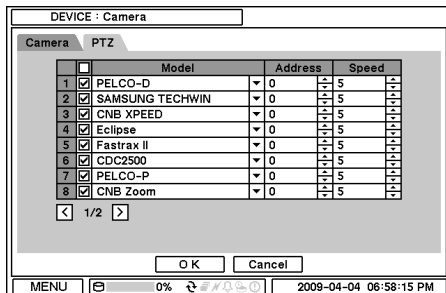 DEVICE : Camera
Camera PTZ
Model Address Speed
1 PELCO-D 0 5
2 SAMSUNG TECHWIN 0 5
3 CNB XPEED 0 5
4 Eclipse 0 5
5 Fastrax II 0 5
6 CDC2500 0 5
7 PELCO-P 0 5
8 CNB Zoom 0 5
< 1/2 >
OK Cancel
MENU 0% 2009-04-04 06:58:15 PM